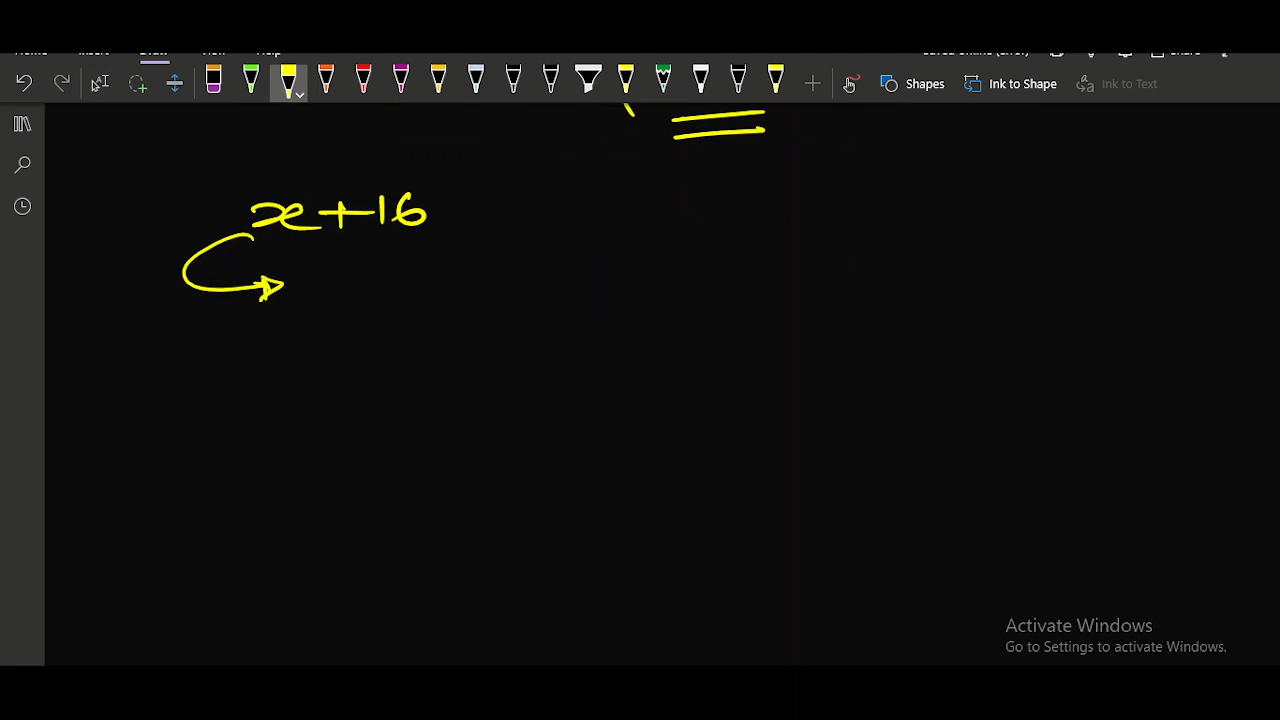 Shapes
Ink to Shape
Ink to Text
x+16
Activate Windows
Go to Settings to activate Windows.